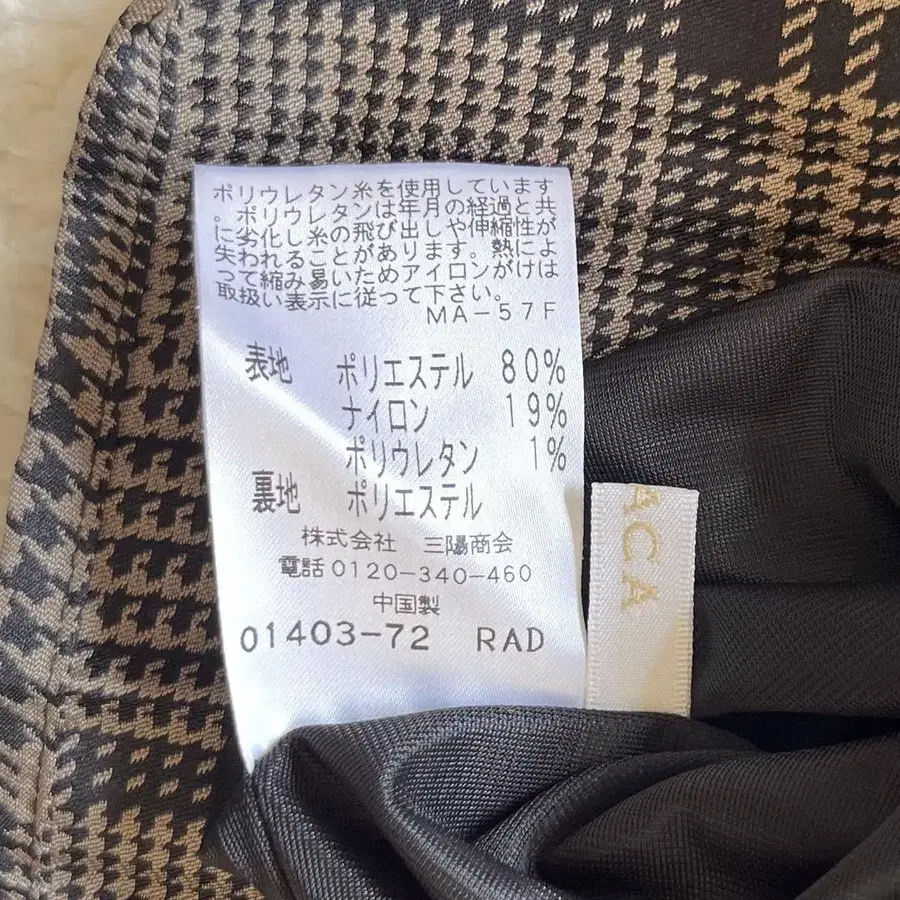 ポリウレタン糸を使用しています
。ポリウレタンは年月の経過と共
に劣化し糸の飛び出しや伸縮性が
失われることがあります。熱によ
って縮み易いためアイロンがけは
取扱い表示に従って下さい。
MA-57F
表地 ポリエステル 80%
ナイロン 19%
ポリウレタン 1%
裏地 ポリエステル
株式会社 三陽商会
電話0120-340-460
中国製
01403-72 RAD
ACA